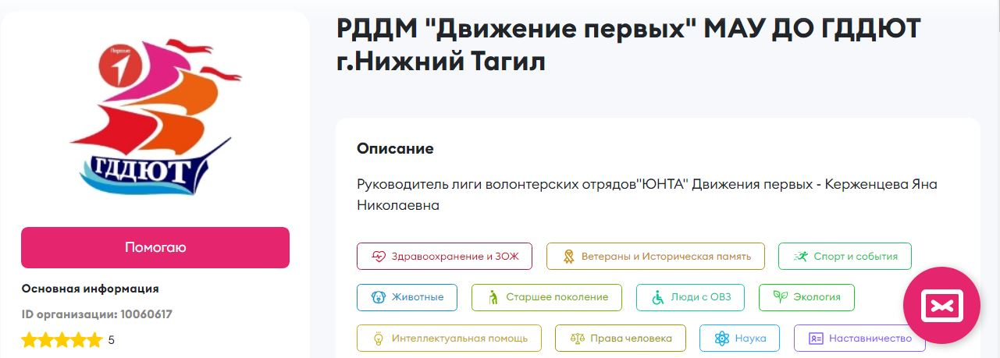 РДДМ "Движение первых" МАУ ДО ГДДЮТ
г.Нижний Тагил
Первые
ГДДЮТ
Помогаю
Основная информация
ID организации: 10060617
5
Описание
Руководитель лиги волонтерских отрядов"ЮНТА" Движения первых - Керженцева Яна
Николаевна
Здравоохранение и ЗОЖ
Ветераны и Историческая память
Спорт и события
Животные
Старшее поколение
Люди с ОВЗ
Экология
Интеллектуальная помощь
Права человека
Наука
Наставничество